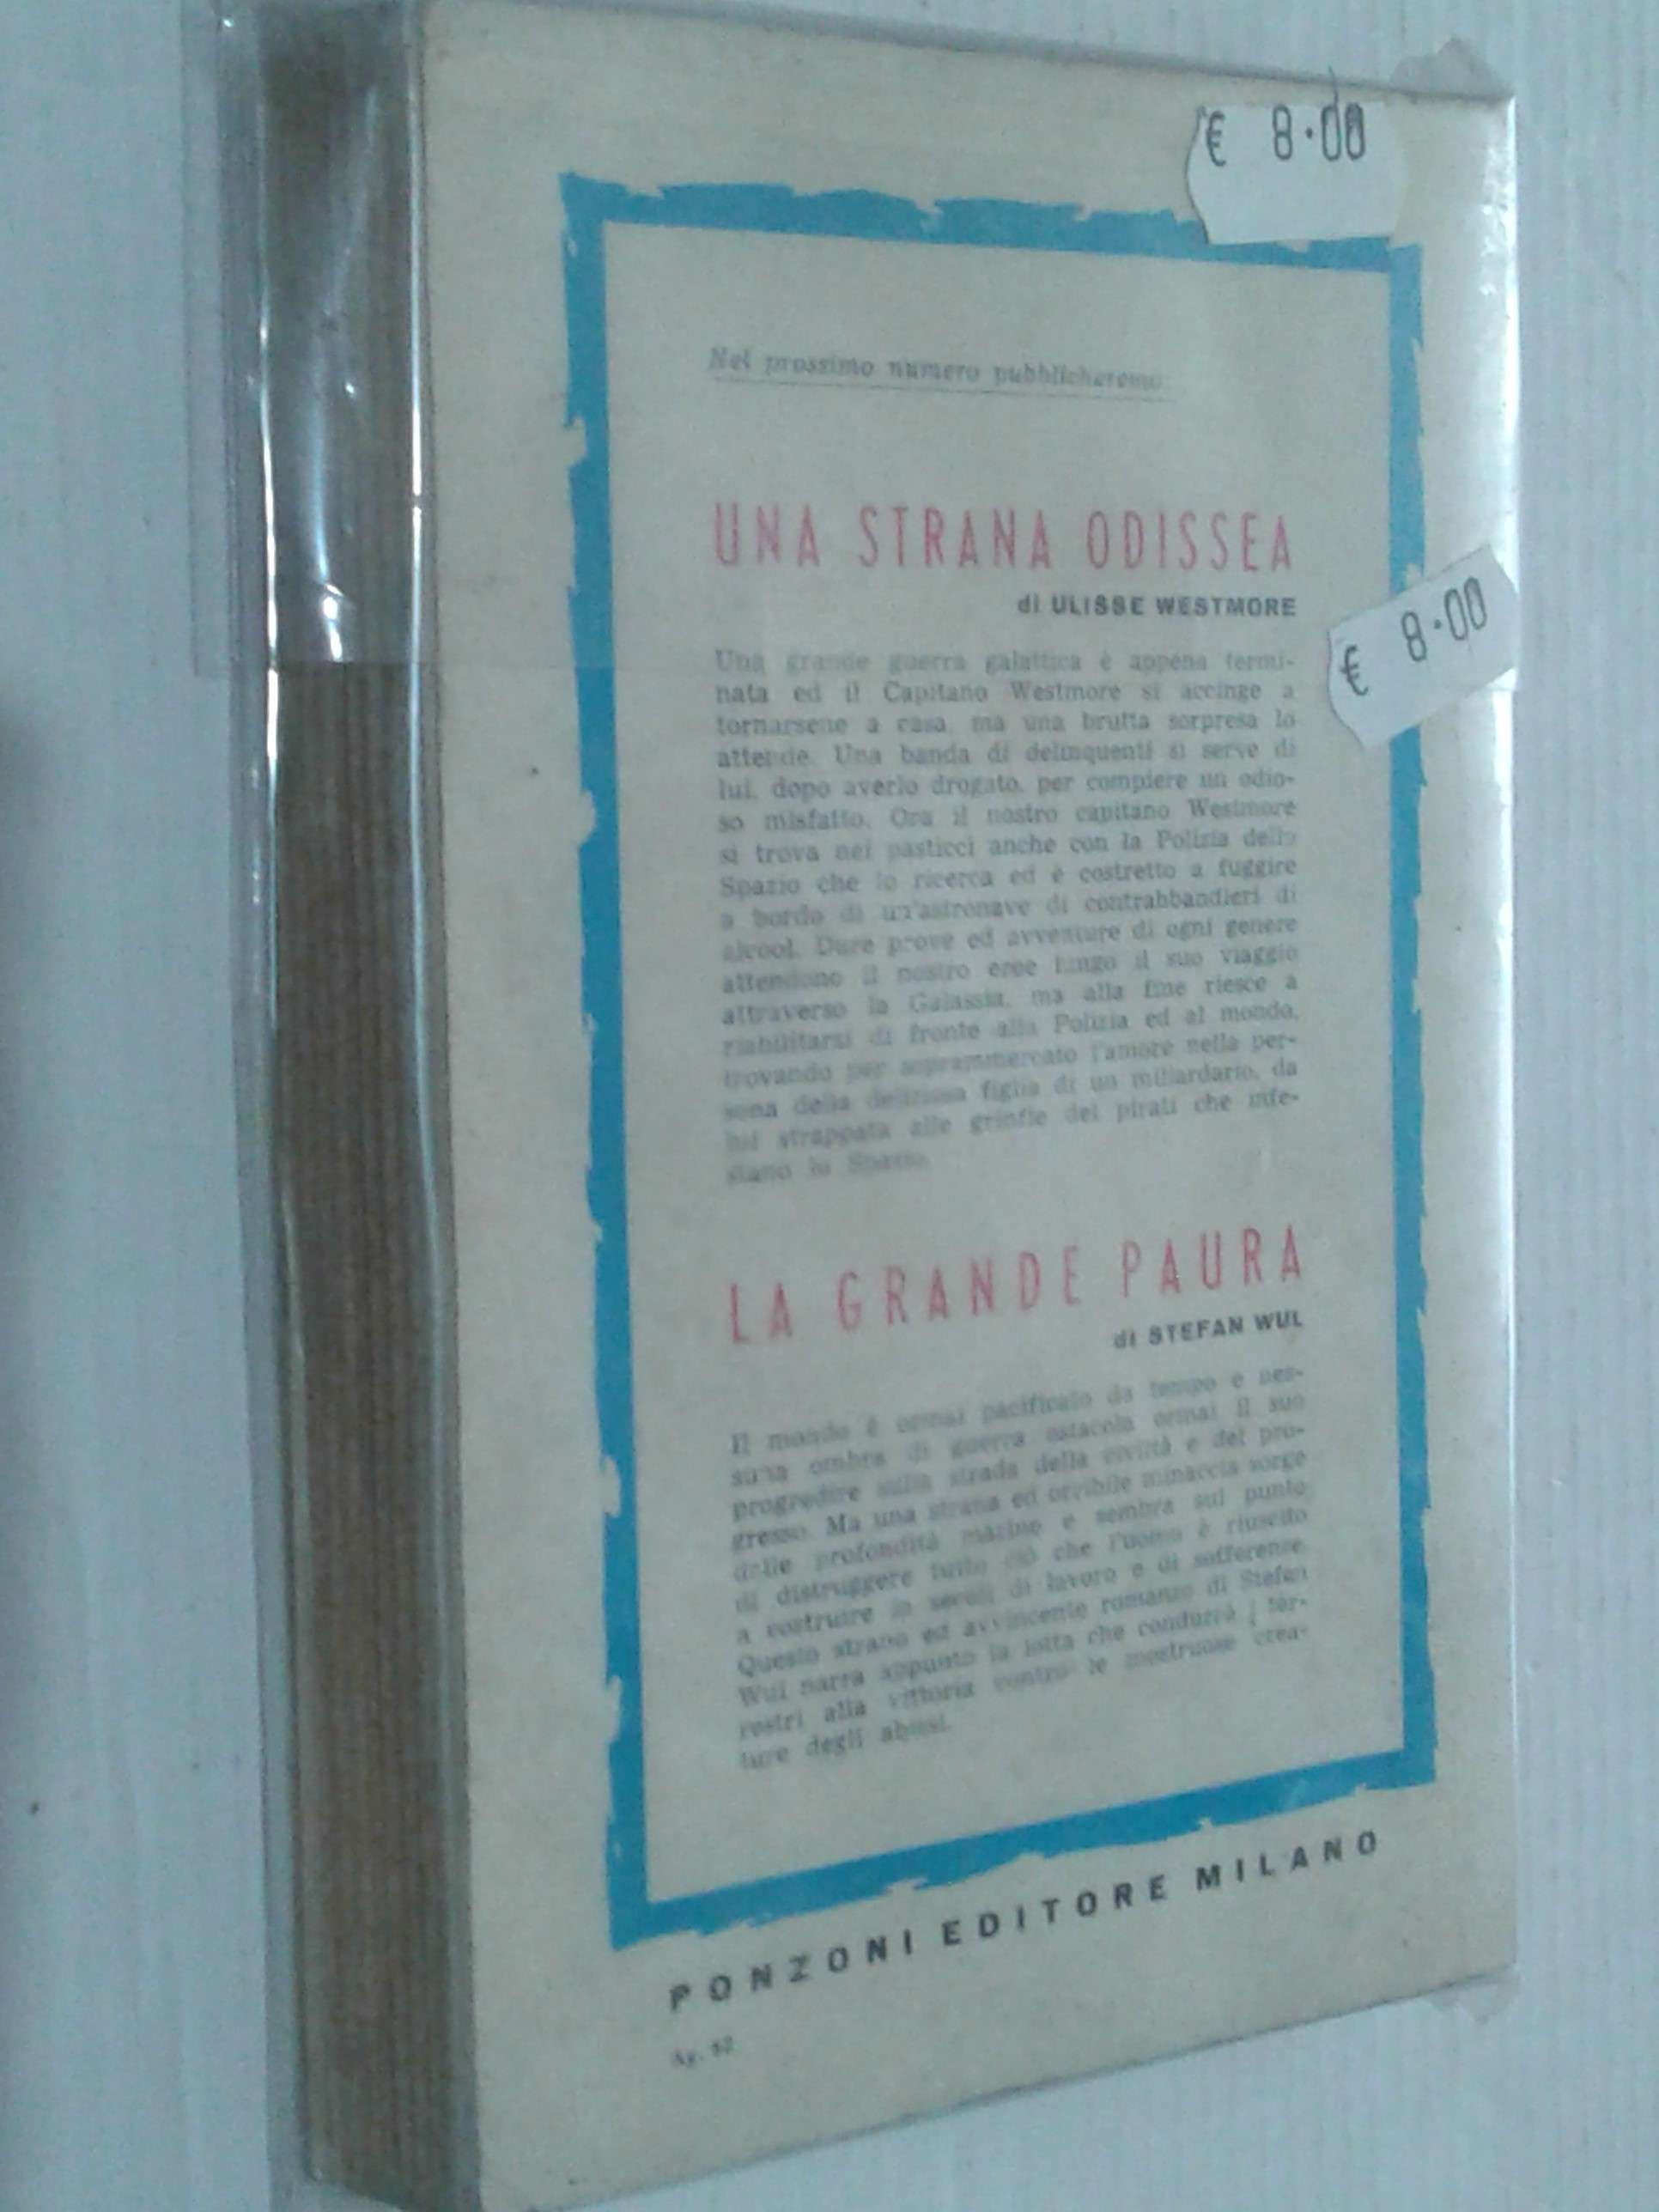 € 8.00
Nel prossimo numero pubblicheremo:
UNA STRANA ODISSEA
di ULISSE WESTMORE
€ 8.00
Una grande guerra galattica è appena termi-
nata ed il Capitano Westmore si accinge a
tornarsene a casa, ma una brutta sorpresa lo
attende. Una banda di delinquenti si serve di
lui, dopo averlo drogato, per compiere un odio-
so misfatto. Ora il nostro capitano Westmore
si trova nei pasticci anche con la Polizia dello
Spazio che lo ricerca ed è costretto a fuggire
a bordo di un'astronave di contrabbandieri di
alcool. Dure prove ed avventure di ogni genere
attendono il nostro eroe lungo il suo viaggio
attraverso la Galassia, ma alla fine riesce a
riabilitarsi di fronte alla Polizia ed al mondo,
trovando per soprammercato l'amore nella per-
sona della deliziosa figlia di un miliardario, da
lui strappata alle grinfie dei pirati che infe-
stano lo Spazio.
LA GRANDE PAURA
di STEFAN WUL
Il mondo è ormai pacificato da tempo e nes-
suna ombra di guerra ostacola ormai il suo
progredire sulla strada della civiltà e del pro-
gresso. Ma una strana ed orribile minaccia sorge
dalle profondità marine e sembra sul punto
di distruggere tutto ciò che l'uomo è riuscito
a costruire in secoli di lavoro e di sofferenze.
Questo strano ed avvincente romanzo di Stefan
Wul narra appunto la lotta che condurrà i ter-
restri alla vittoria contro le mostruose crea-
ture degli abissi.
PONZONI EDITORE MILANO